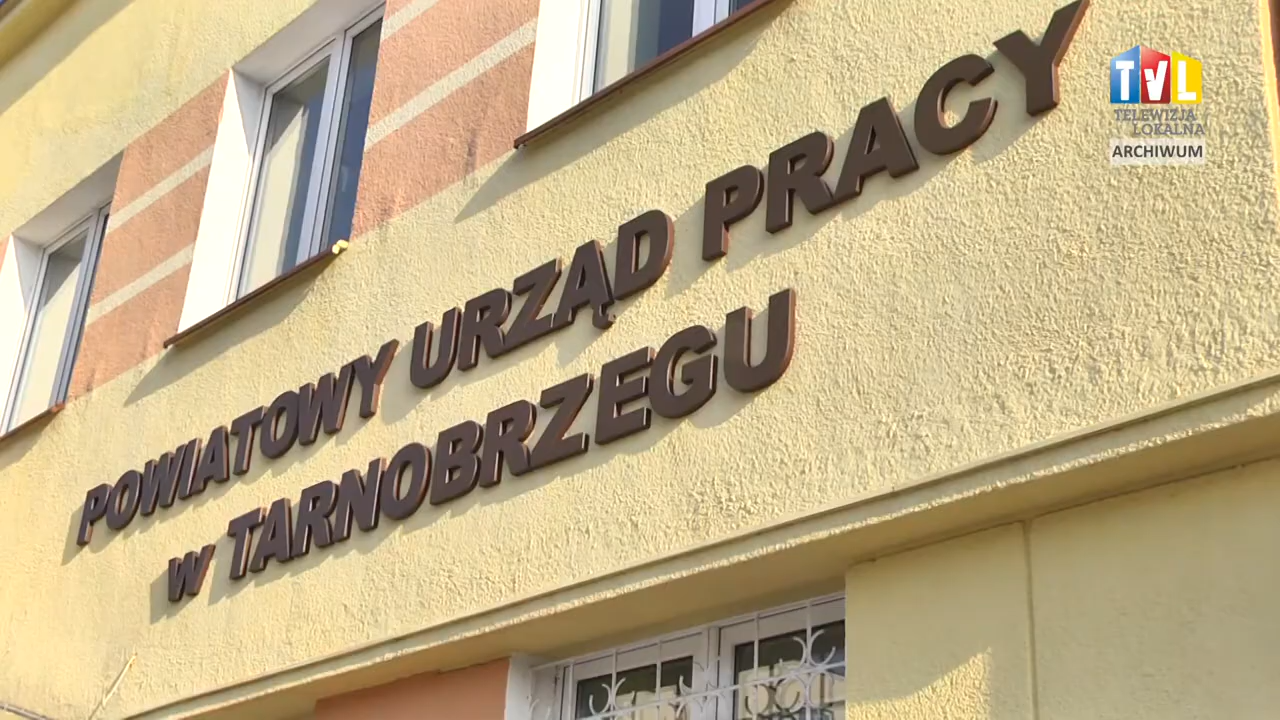 TVL
TELEWIZJA
LOKALNA
ARCHIWUM
POWIATOWY URZĄD PRACY
w TARNOBRZEGU